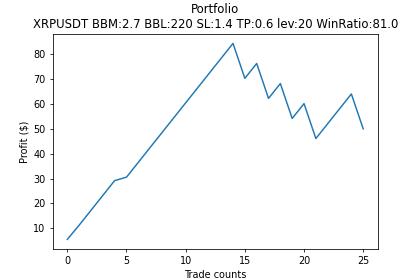 Portfolio
XRPUSDT BBM:2.7 BBL:220 SL:1.4 TP:0.6 lev:20 WinRatio:81.0
80
70
60
50
40
30
20
10
Profit ($)
0 5 10 15 20 25
Trade counts